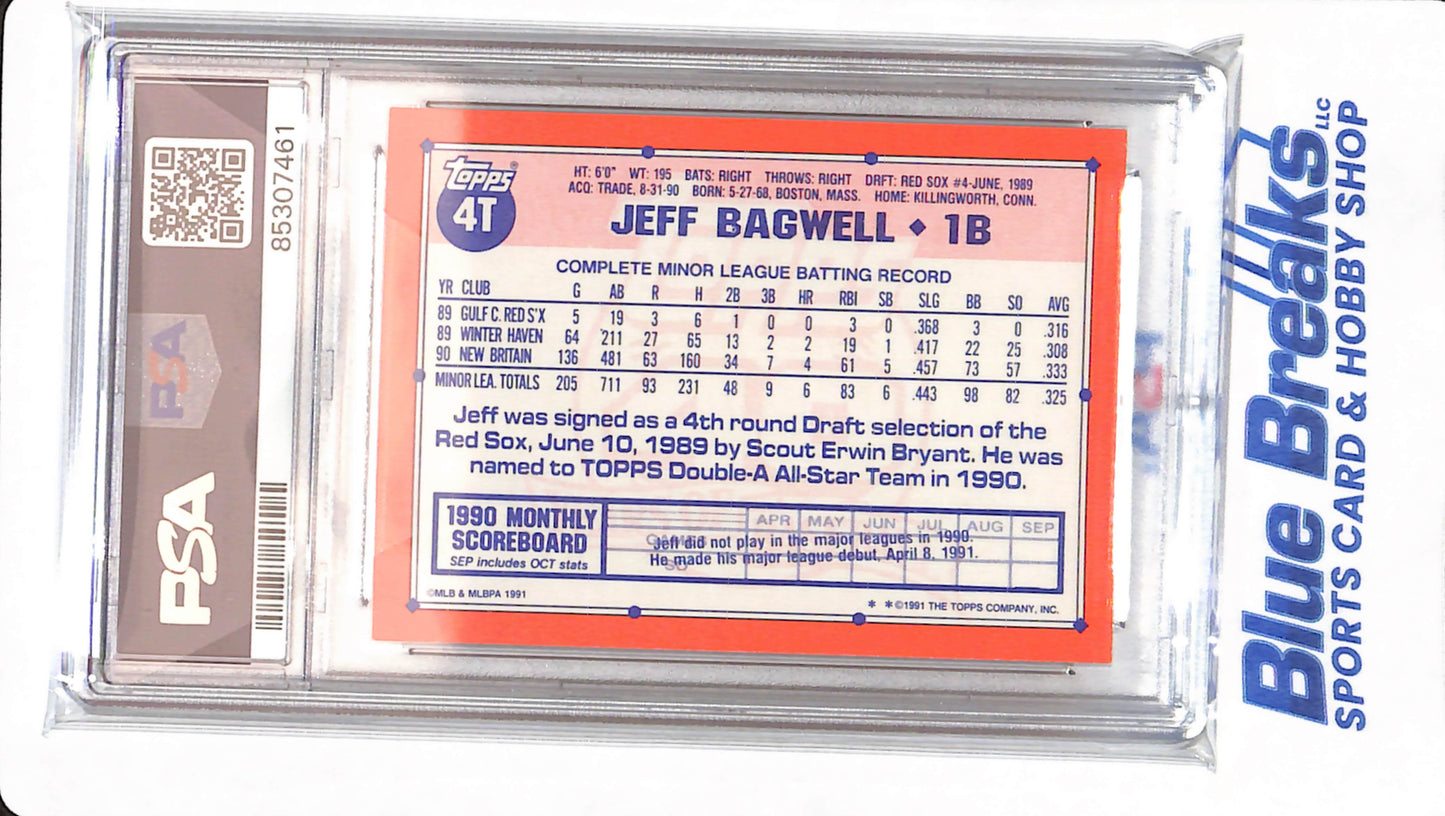 PSA
85307461
PSA
Topps
4T
HT: 6'0" WT: 195 BATS: RIGHT THROWS: RIGHT DRFT: RED SOX #4-JUNE, 1989
ACQ: TRADE, 8-31-90 BORN: 5-27-68, BOSTON, MASS. HOME: KILLINGWORTH, CONN.
JEFF BAGWELL ◆ 1B
COMPLETE MINOR LEAGUE BATTING RECORD
YR CLUB G AB R H 2B 3B HR RBI SB SLG BB SO AVG
89 GULF C. RED S'X 5 19 3 6 1 0 0 3 0 .368 3 0 .316
89 WINTER HAVEN 64 211 27 65 13 2 2 19 1 .417 22 25 .308
90 NEW BRITAIN 136 481 63 160 34 7 4 61 5 .457 73 57 .333
MINOR LEA. TOTALS 205 711 93 231 48 9 6 83 6 .443 98 82 .325
Jeff was signed as a 4th round Draft selection of the
Red Sox, June 10, 1989 by Scout Erwin Bryant. He was
named to TOPPS Double-A All-Star Team in 1990.
1990 MONTHLY
SCOREBOARD
SEP includes OCT stats
APR MAY JUN JUL AUG SEP
Jeff did not play in the major leagues in 1990.
He made his major league debut, April 8, 1991.
©MLB & MLBPA 1991
* * ©1991 THE TOPPS COMPANY, INC.
Blue Breaks LLC
SPORTS CARD & HOBBY SHOP